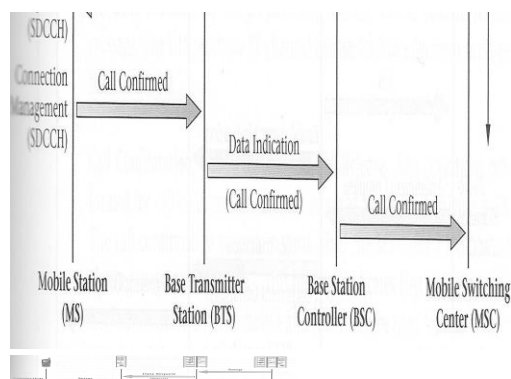 (SDCCH)
Connection
Management
(SDCCH)
Call Confirmed
Data Indication
(Call Confirmed)
Call Confirmed
Mobile Station
(MS)
Base Transmitter
Station (BTS)
Base Station
Controller (BSC)
Mobile Switching
Center (MSC)